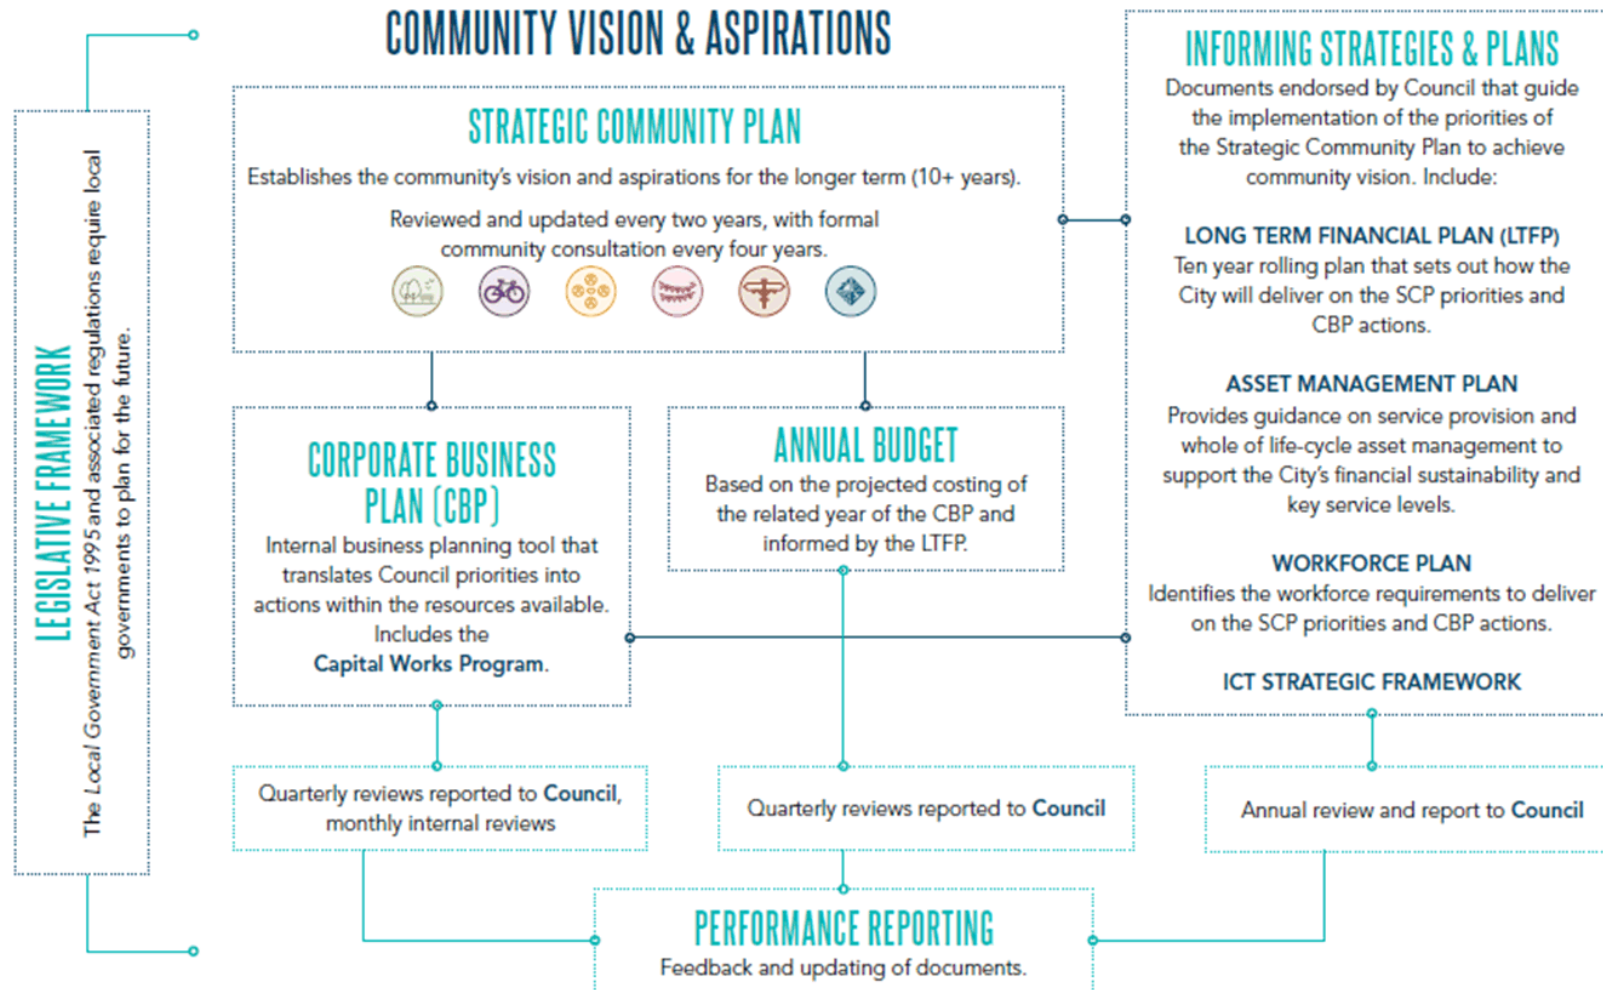 COMMUNITY VISION & ASPIRATIONS
LEGISLATIVE FRAMEWORK
The Local Government Act 1995 and associated regulations require local
governments to plan for the future.
STRATEGIC COMMUNITY PLAN
Establishes the community's vision and aspirations for the longer term (10+ years).
Reviewed and updated every two years, with formal
community consultation every four years.
INFORMING STRATEGIES & PLANS
Documents endorsed by Council that guide
the implementation of the priorities of
the Strategic Community Plan to achieve
community vision. Include:
LONG TERM FINANCIAL PLAN (LTFP)
Ten year rolling plan that sets out how the
City will deliver on the SCP priorities and
CBP actions.
ASSET MANAGEMENT PLAN
Provides guidance on service provision and
whole of life-cycle asset management to
support the City's financial sustainability and
key service levels.
WORKFORCE PLAN
Identifies the workforce requirements to deliver
on the SCP priorities and CBP actions.
ICT STRATEGIC FRAMEWORK
CORPORATE BUSINESS
PLAN (CBP)
Internal business planning tool that
translates Council priorities into
actions within the resources available.
Includes the
Capital Works Program.
ANNUAL BUDGET
Based on the projected costing of
the related year of the CBP and
informed by the LTFP.
Quarterly reviews reported to Council,
monthly internal reviews
Quarterly reviews reported to Council
Annual review and report to Council
PERFORMANCE REPORTING
Feedback and updating of documents.